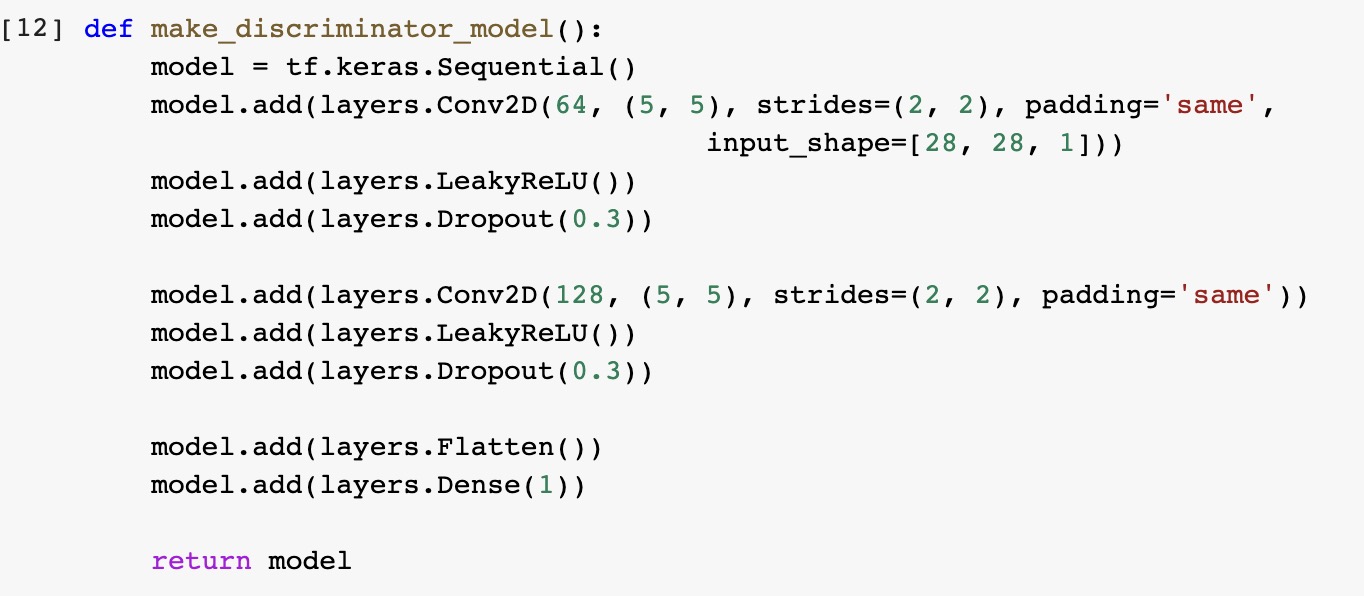 [12] def make_discriminator_model():
model = tf.keras.Sequential()
model.add(layers.Conv2D(64, (5, 5), strides=(2, 2), padding='same',
input_shape=[28, 28, 1]))
model.add(layers.LeakyReLU())
model.add(layers.Dropout(0.3))
model.add(layers.Conv2D(128, (5, 5), strides=(2, 2), padding='same'))
model.add(layers.LeakyReLU())
model.add(layers.Dropout(0.3))
model.add(layers.Flatten())
model.add(layers.Dense(1))
return model